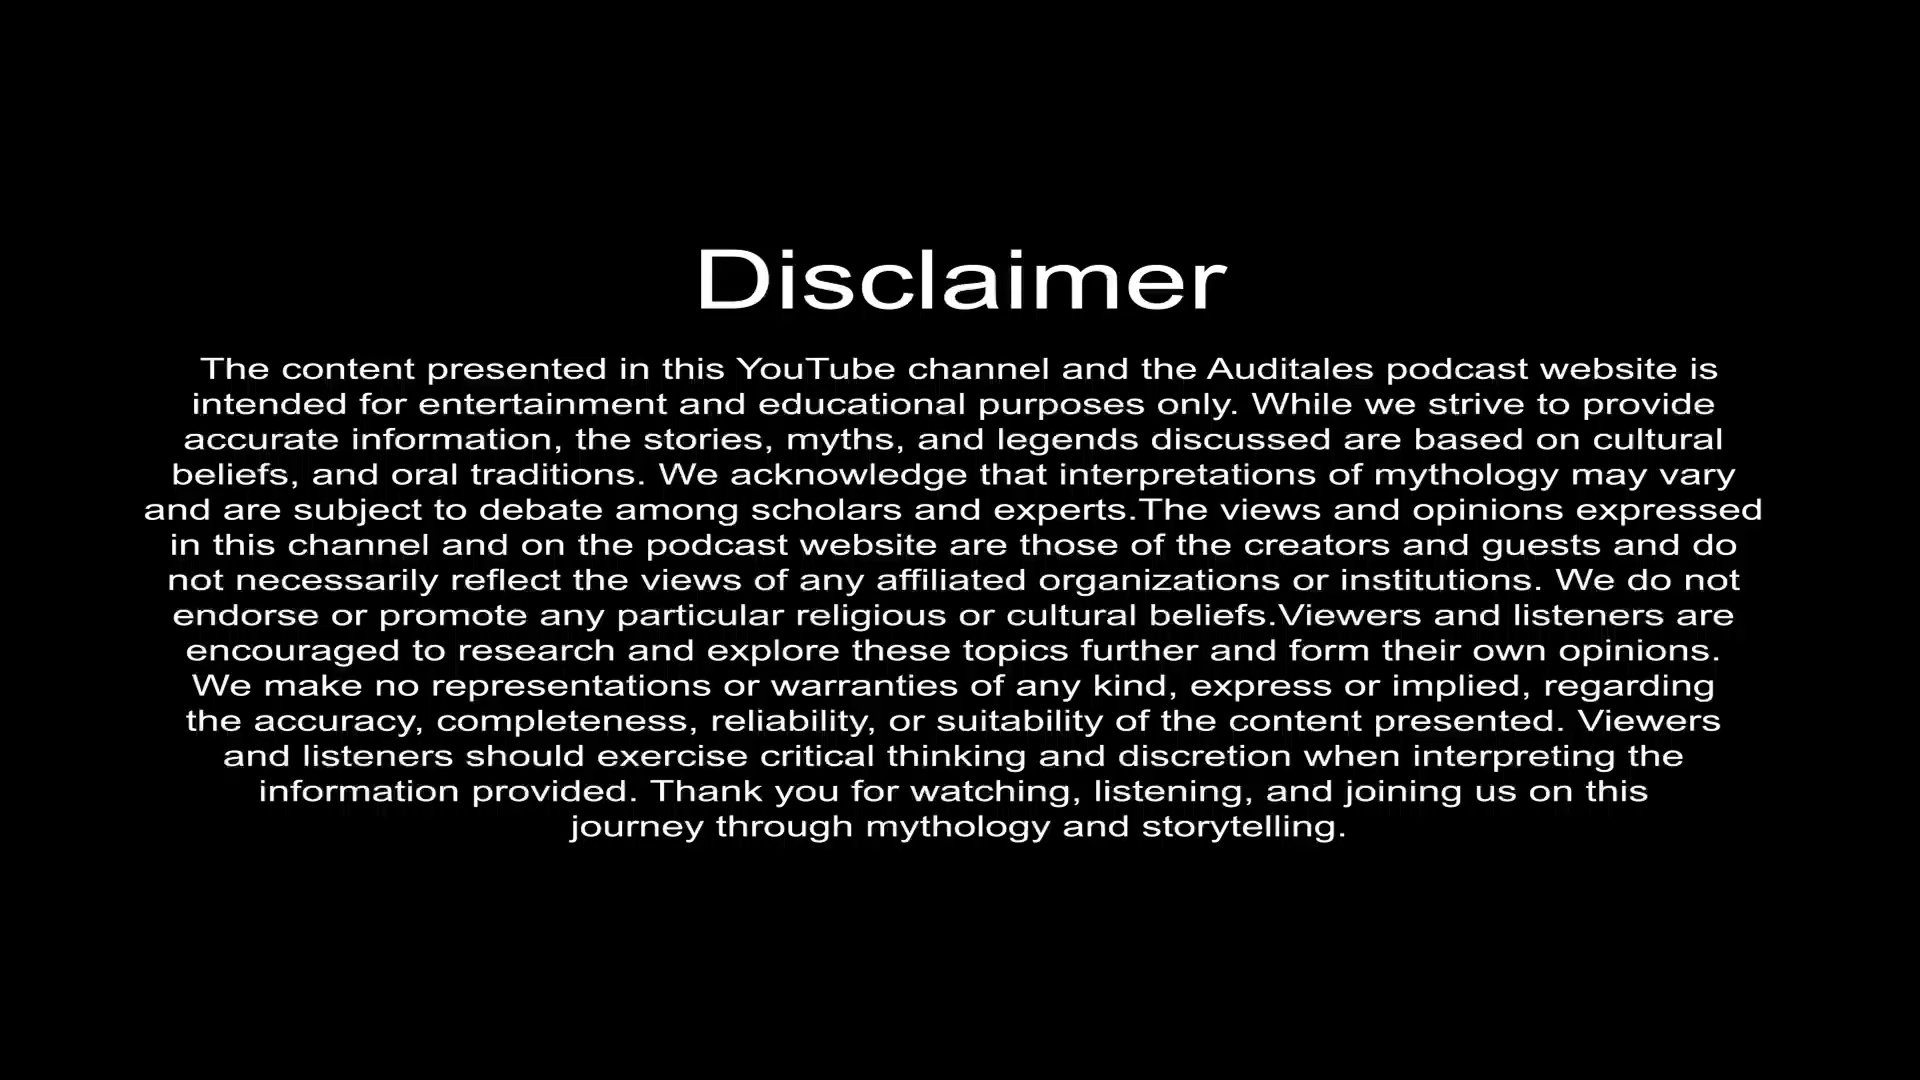 Disclaimer
The content presented in this YouTube channel and the Auditales podcast website is
intended for entertainment and educational purposes only. While we strive to provide
accurate information, the stories, myths, and legends discussed are based on cultural
beliefs, and oral traditions. We acknowledge that interpretations of mythology may vary
and are subject to debate among scholars and experts.The views and opinions expressed
in this channel and on the podcast website are those of the creators and guests and do
not necessarily reflect the views of any affiliated organizations or institutions. We do not
endorse or promote any particular religious or cultural beliefs.Viewers and listeners are
encouraged to research and explore these topics further and form their own opinions.
We make no representations or warranties of any kind, express or implied, regarding
the accuracy, completeness, reliability, or suitability of the content presented. Viewers
and listeners should exercise critical thinking and discretion when interpreting the
information provided. Thank you for watching, listening, and joining us on this
journey through mythology and storytelling.